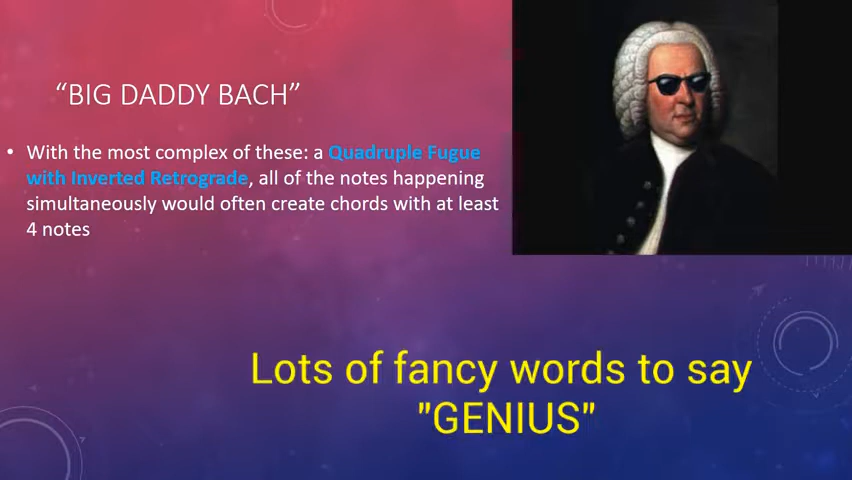 “BIG DADDY BACH”
• With the most complex of these: a Quadruple Fugue
with Inverted Retrograde, all of the notes happening
simultaneously would often create chords with at least
4 notes
Lots of fancy words to say
"GENIUS"